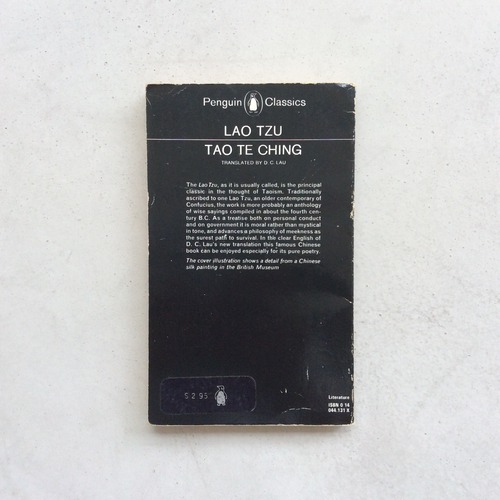 Penguin Classics
LAO TZU
TAO TE CHING
TRANSLATED BY D. C. LAU
The Lao Tzu, as it is usually called, is the principal
classic in the thought of Taoism. Traditionally
ascribed to one Lao Tzu, an older contemporary of
Confucius, the work is more probably an anthology
of wise sayings compiled in about the fourth cen-
tury B.C. As a treatise both on personal conduct
and on government it is moral rather than mystical
in tone, and advances a philosophy of meekness as
the surest path to survival. In the clear English of
D. C. Lau's new translation this famous Chinese
book can be enjoyed especially for its pure poetry.
The cover illustration shows a detail from a Chinese
silk painting in the British Museum
S 2.95
Literature
ISBN 0 14
044.131 X